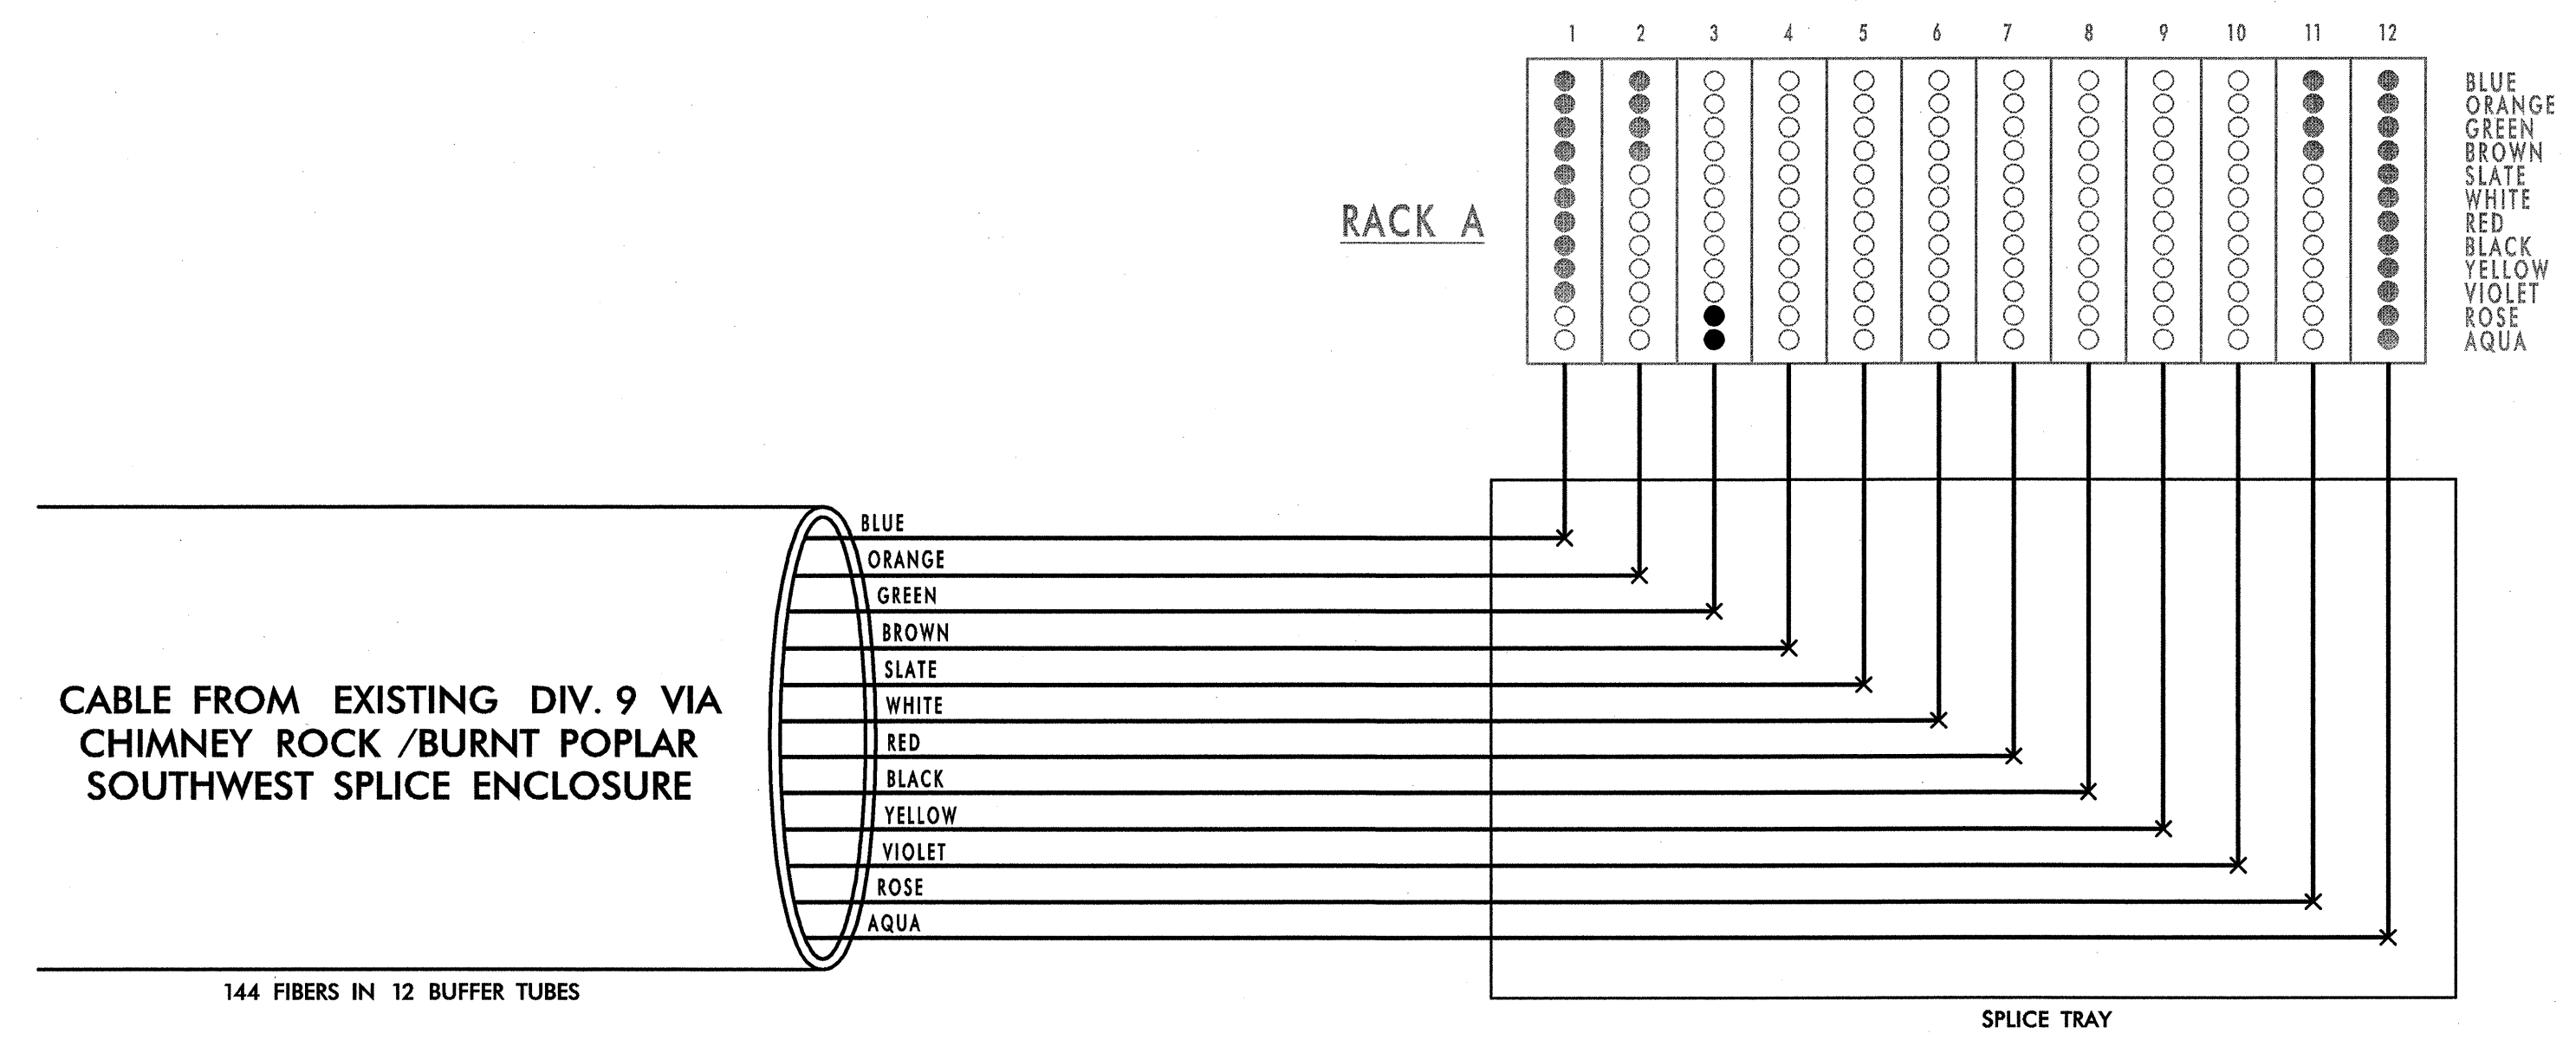 1 2 3 4 5 6 7 8 9 10 11 12
BLUE
ORANGE
GREEN
BROWN
SLATE
WHITE
RED
BLACK
YELLOW
VIOLET
ROSE
AQUA
RACK A
BLUE
ORANGE
GREEN
BROWN
SLATE
WHITE
RED
BLACK
YELLOW
VIOLET
ROSE
AQUA
CABLE FROM EXISTING DIV. 9 VIA
CHIMNEY ROCK /BURNT POPLAR
SOUTHWEST SPLICE ENCLOSURE
144 FIBERS IN 12 BUFFER TUBES
SPLICE TRAY